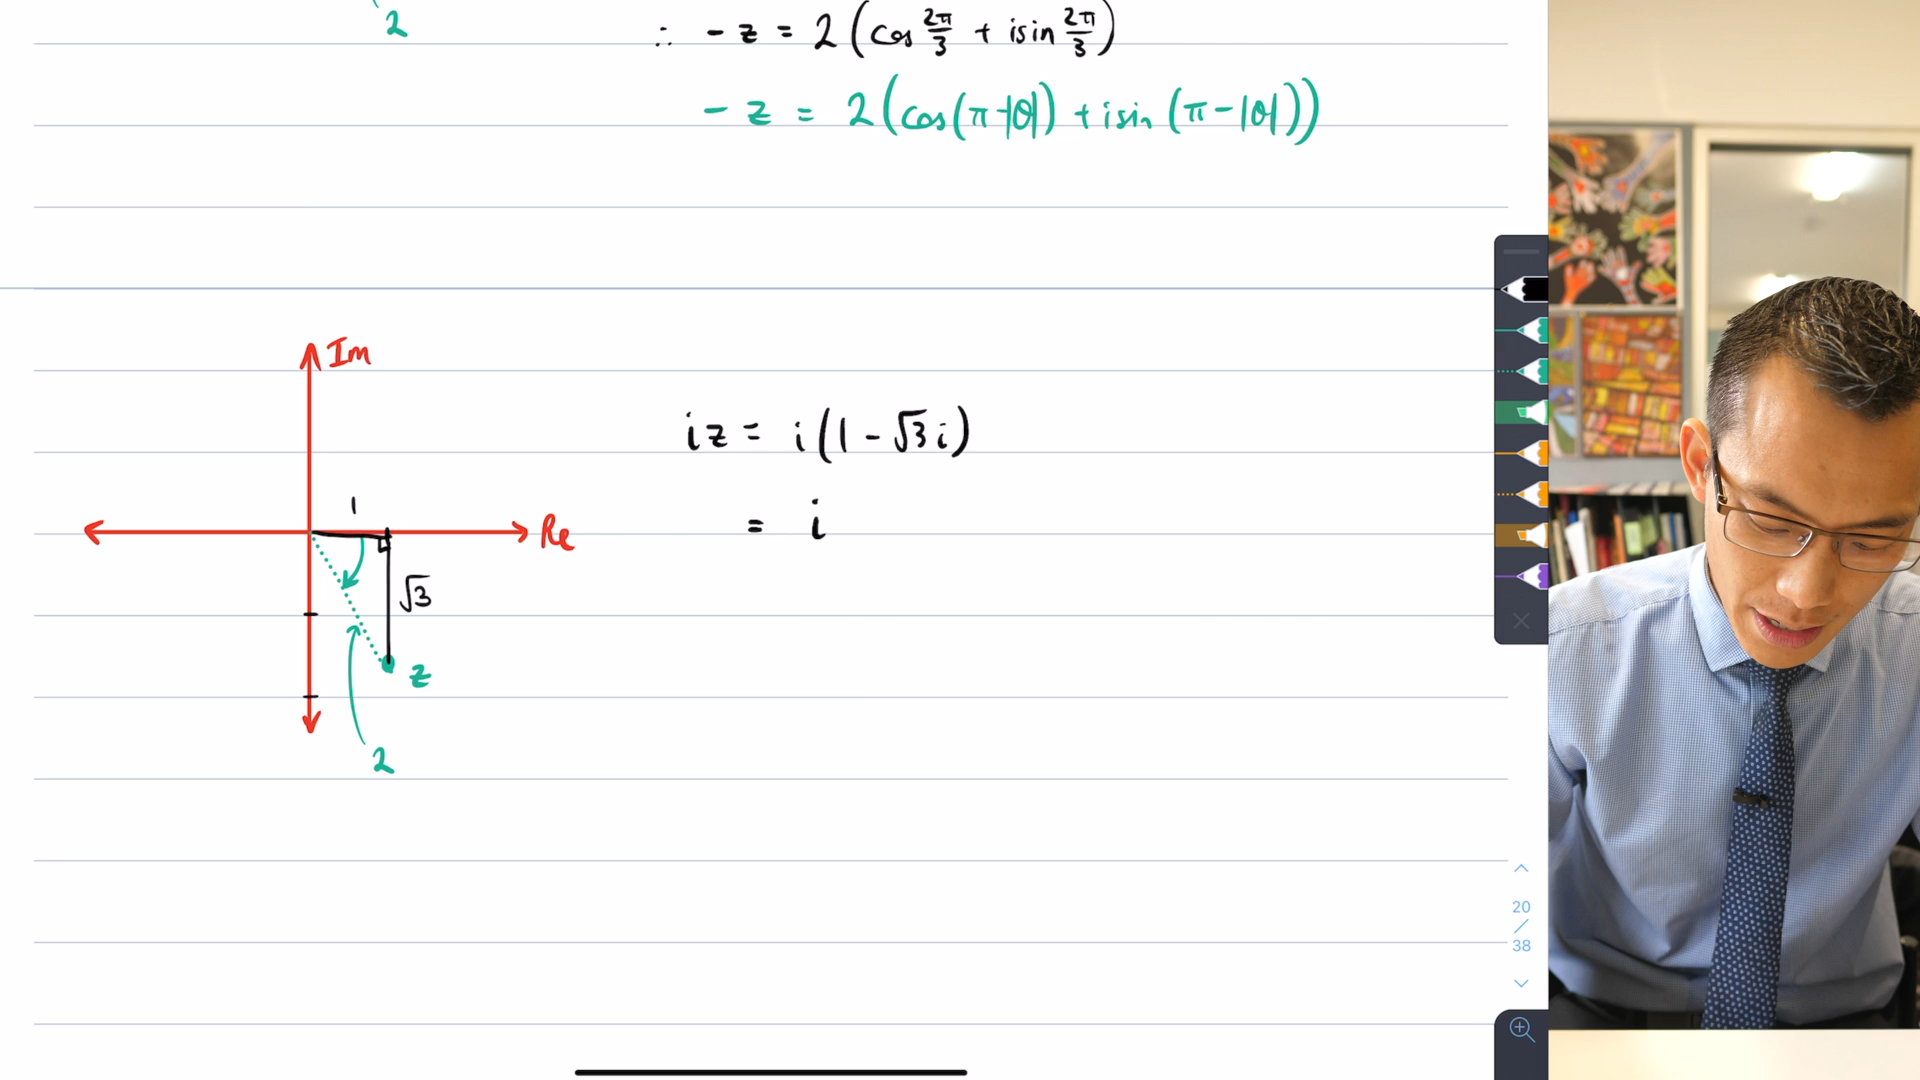 2
∴ -z = 2(cos 2π/3 + isin 2π/3)
-z = 2(cos(π-|θ|) + isin(π-|θ|))
Im
iz = i(1 - √3i)
1
= i
Re
√3
z
2
20
/
38